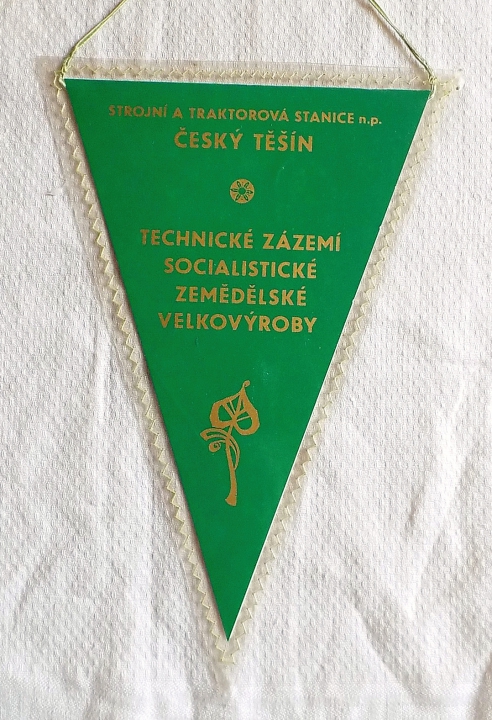 STROJNÍ A TRAKTOROVÁ STANICE n.p.
ČESKÝ TĚŠÍN
TECHNICKÉ ZÁZEMÍ
SOCIALISTICKÉ
ZEMĚDĚLSKÉ
VELKOVÝROBY